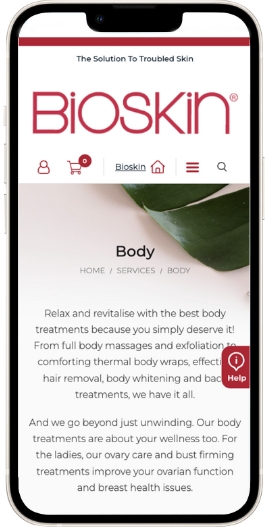 The Solution To Troubled Skin
BIOSKIN®
0
Bioskin
Body
HOME / SERVICES / BODY
Relax and revitalise with the best body
treatments because you simply deserve it!
From full body massages and exfoliation to
comforting thermal body wraps,
hair removal, body whitening and
treatments, we have it all.
Help
And we go beyond just unwinding. Our body
treatments are about your wellness too. For
the ladies, our ovary care and bust firming
treatments improve your ovarian function
and breast health issues.